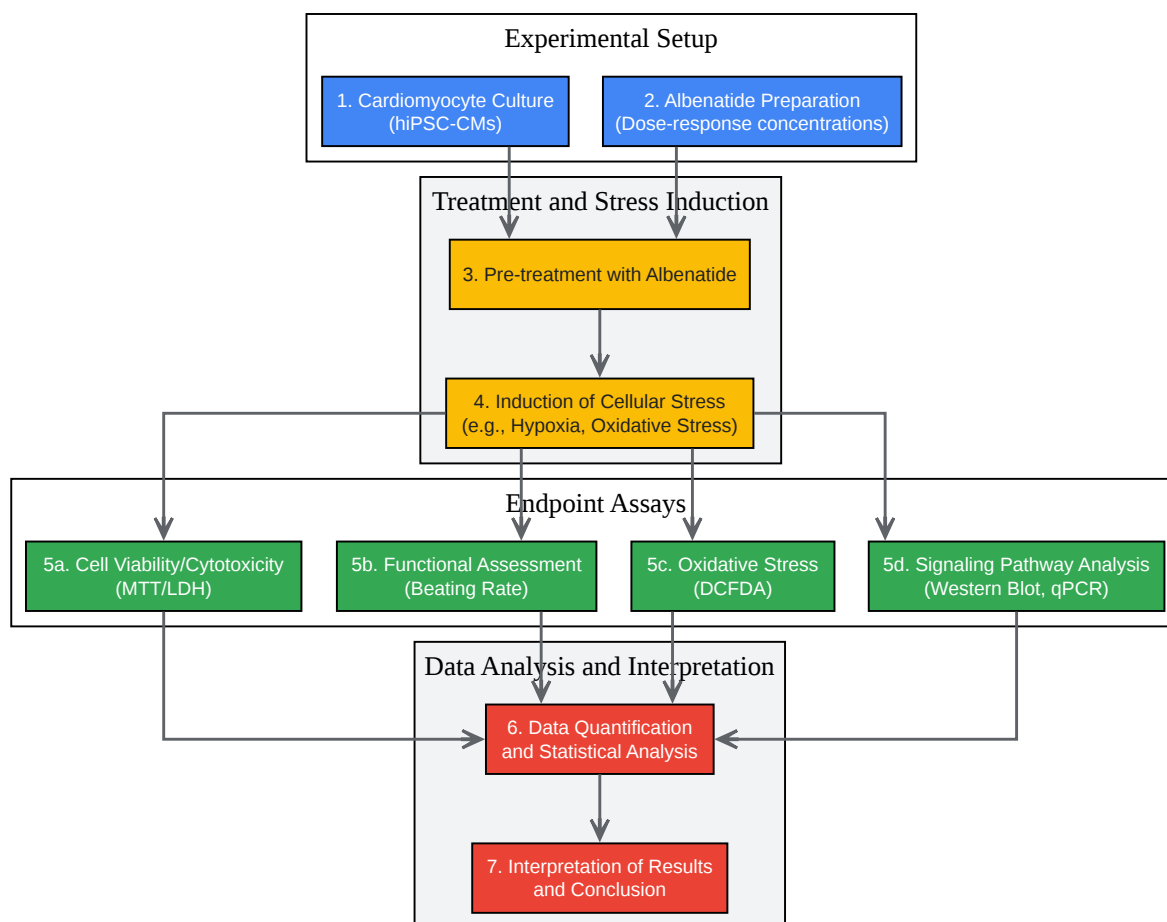 Experimental Setup
1. Cardiomyocyte Culture
(hiPSC-CMs)
2. Albenatide Preparation
(Dose-response concentrations)
Treatment and Stress Induction
3. Pre-treatment with Albenatide
4. Induction of Cellular Stress
(e.g., Hypoxia, Oxidative Stress)
Endpoint Assays
5a. Cell Viability/Cytotoxicity
(MTT/LDH)
5b. Functional Assessment
(Beating Rate)
5c. Oxidative Stress
(DCFDA)
5d. Signaling Pathway Analysis
(Western Blot, qPCR)
Data Analysis and Interpretation
6. Data Quantification
and Statistical Analysis
7. Interpretation of Results
and Conclusion